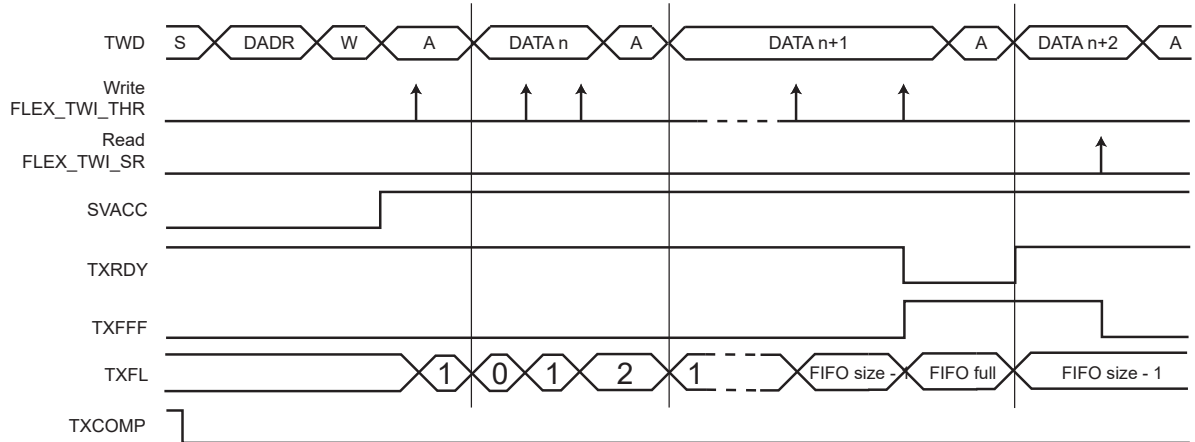 TWD S DADR W A DATA n A DATA n+1 A DATA n+2 A
Write
FLEX_TWI_THR
Read
FLEX_TWI_SR
SVACC
TXRDY
TXFFF
TXFL 1 0 1 2 1 FIFO size - 1 FIFO full FIFO size - 1
TXCOMP